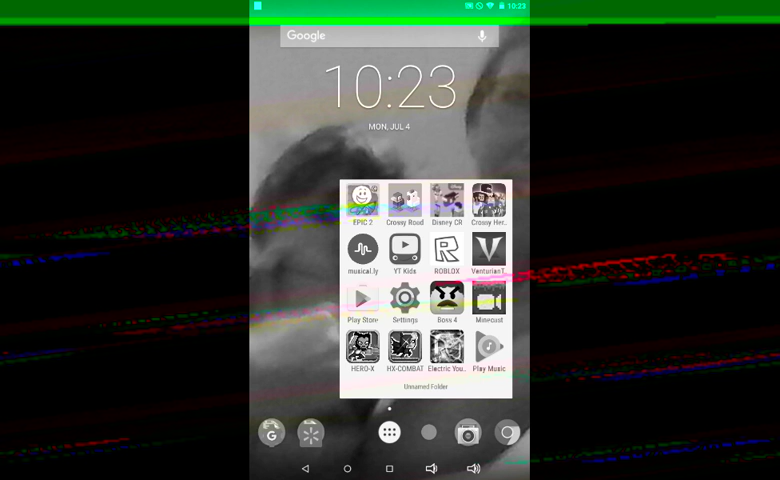 10:23
Google
10:23
MON, JUL 4
EPIC 2
Crossy Road
Disney CR
Crossy Her..
musical.ly
YT Kids
ROBLOX
VenturianT..
Play Store
Settings
Boss 4
Minecast
HERO-X
HX-COMBAT
Electric You..
Play Music
Unnamed Folder